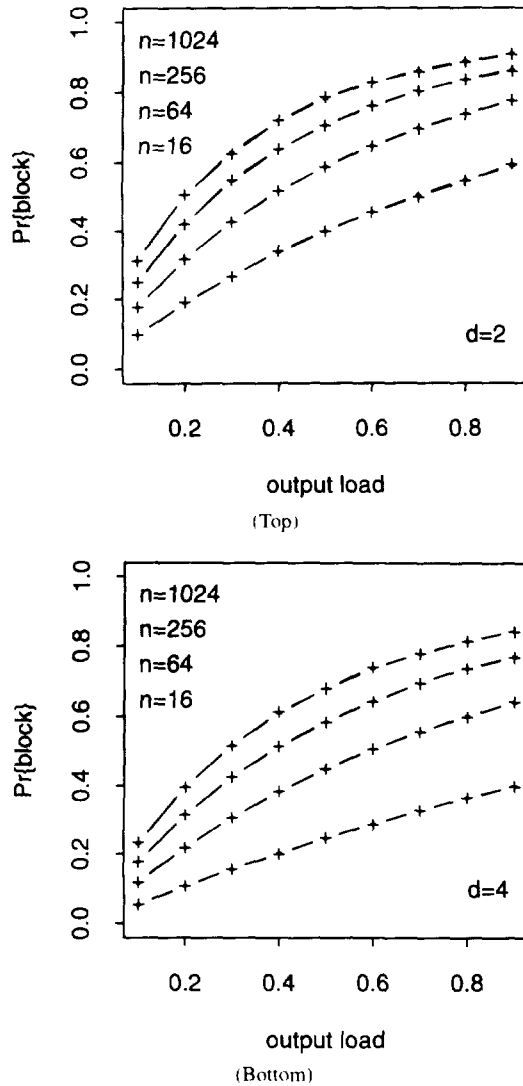 1.0
0.8
0.6
0.4
0.2
0.0
Pr{block}
n=1024
n=256
n=64
n=16
d=2
0.2 0.4 0.6 0.8
output load
(Top)
1.0
0.8
0.6
0.4
0.2
0.0
Pr{block}
n=1024
n=256
n=64
n=16
d=4
0.2 0.4 0.6 0.8
output load
(Bottom)